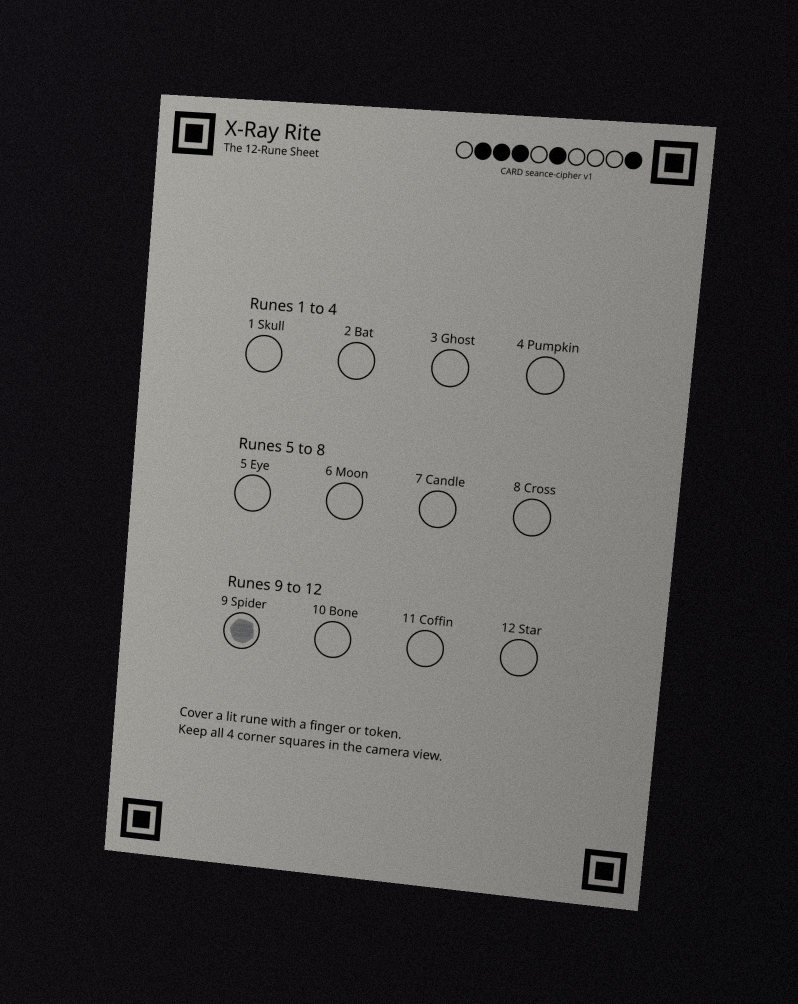 X-Ray Rite
The 12-Rune Sheet
CARD seance-cipher v1
Runes 1 to 4
1 Skull 2 Bat 3 Ghost 4 Pumpkin
Runes 5 to 8
5 Eye 6 Moon 7 Candle 8 Cross
Runes 9 to 12
9 Spider 10 Bone 11 Coffin 12 Star
Cover a lit rune with a finger or token.
Keep all 4 corner squares in the camera view.